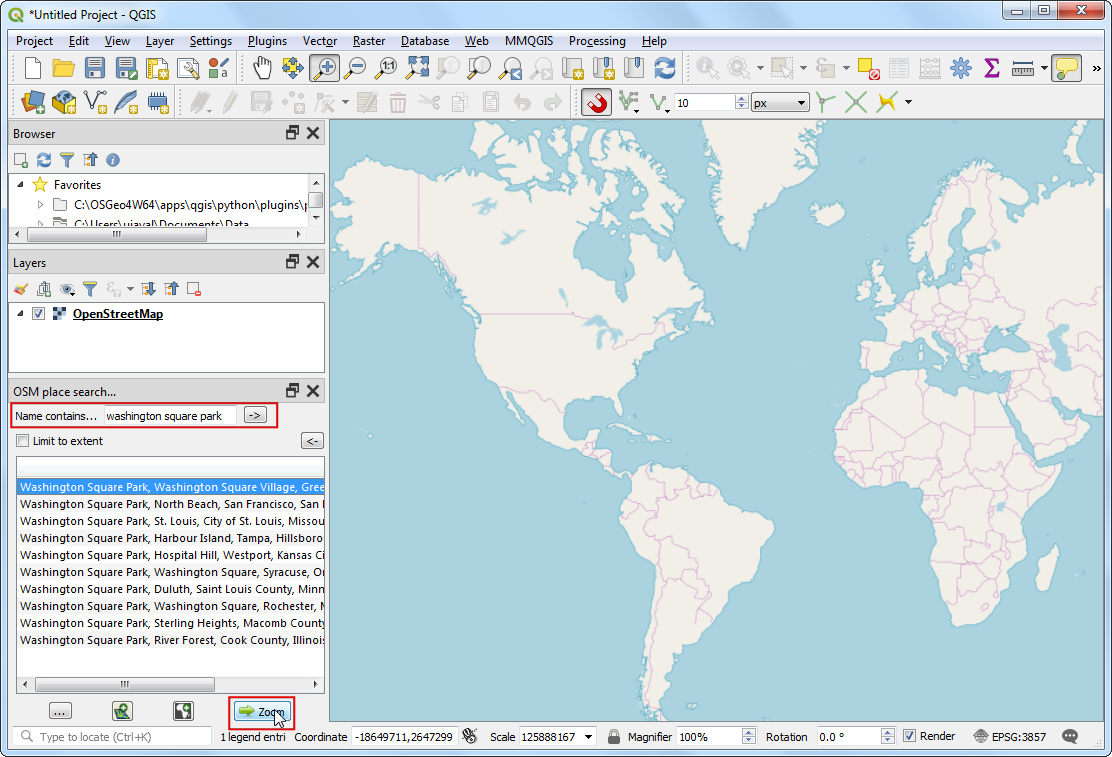 *Untitled Project - QGIS
Project Edit View Layer Settings Plugins Vector Raster Database Web MMQGIS Processing Help
1:1
a
10 px
Browser
Favorites
C:\OSGeo4W64\apps\qgis\python\plugins\
C:\Users\ujaval\Documents\Data
Layers
OpenStreetMap
OSM place search...
Name contains... washington square park ->
Limit to extent <-
Washington Square Park, Washington Square Village, Gree
Washington Square Park, North Beach, San Francisco, San
Washington Square Park, St. Louis, City of St. Louis, Missou
Washington Square Park, Harbour Island, Tampa, Hillsboro
Washington Square Park, Hospital Hill, Westport, Kansas Ci
Washington Square Park, Washington Square, Syracuse, O
Washington Square Park, Duluth, Saint Louis County, Minn
Washington Square Park, Washington Square, Rochester,
Washington Square Park, Sterling Heights, Macomb County
Washington Square Park, River Forest, Cook County, Illinois
... Zoom
Type to locate (Ctrl+K) 1 legend entri Coordinate -18649711,2647299 Scale 125888167 Magnifier 100% Rotation 0.0 ° Render EPSG:3857